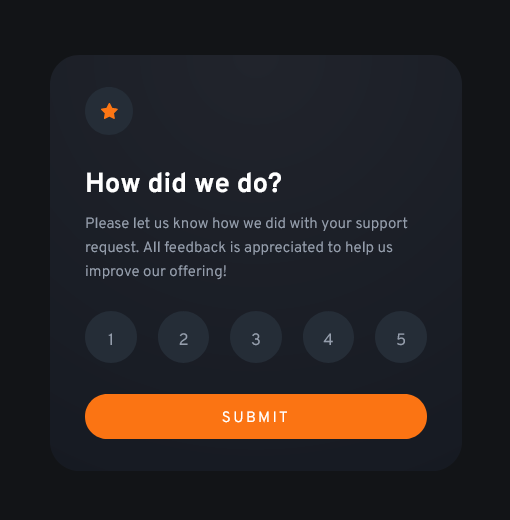 How did we do?
Please let us know how we did with your support
request. All feedback is appreciated to help us
improve our offering!
1 2 3 4 5
SUBMIT